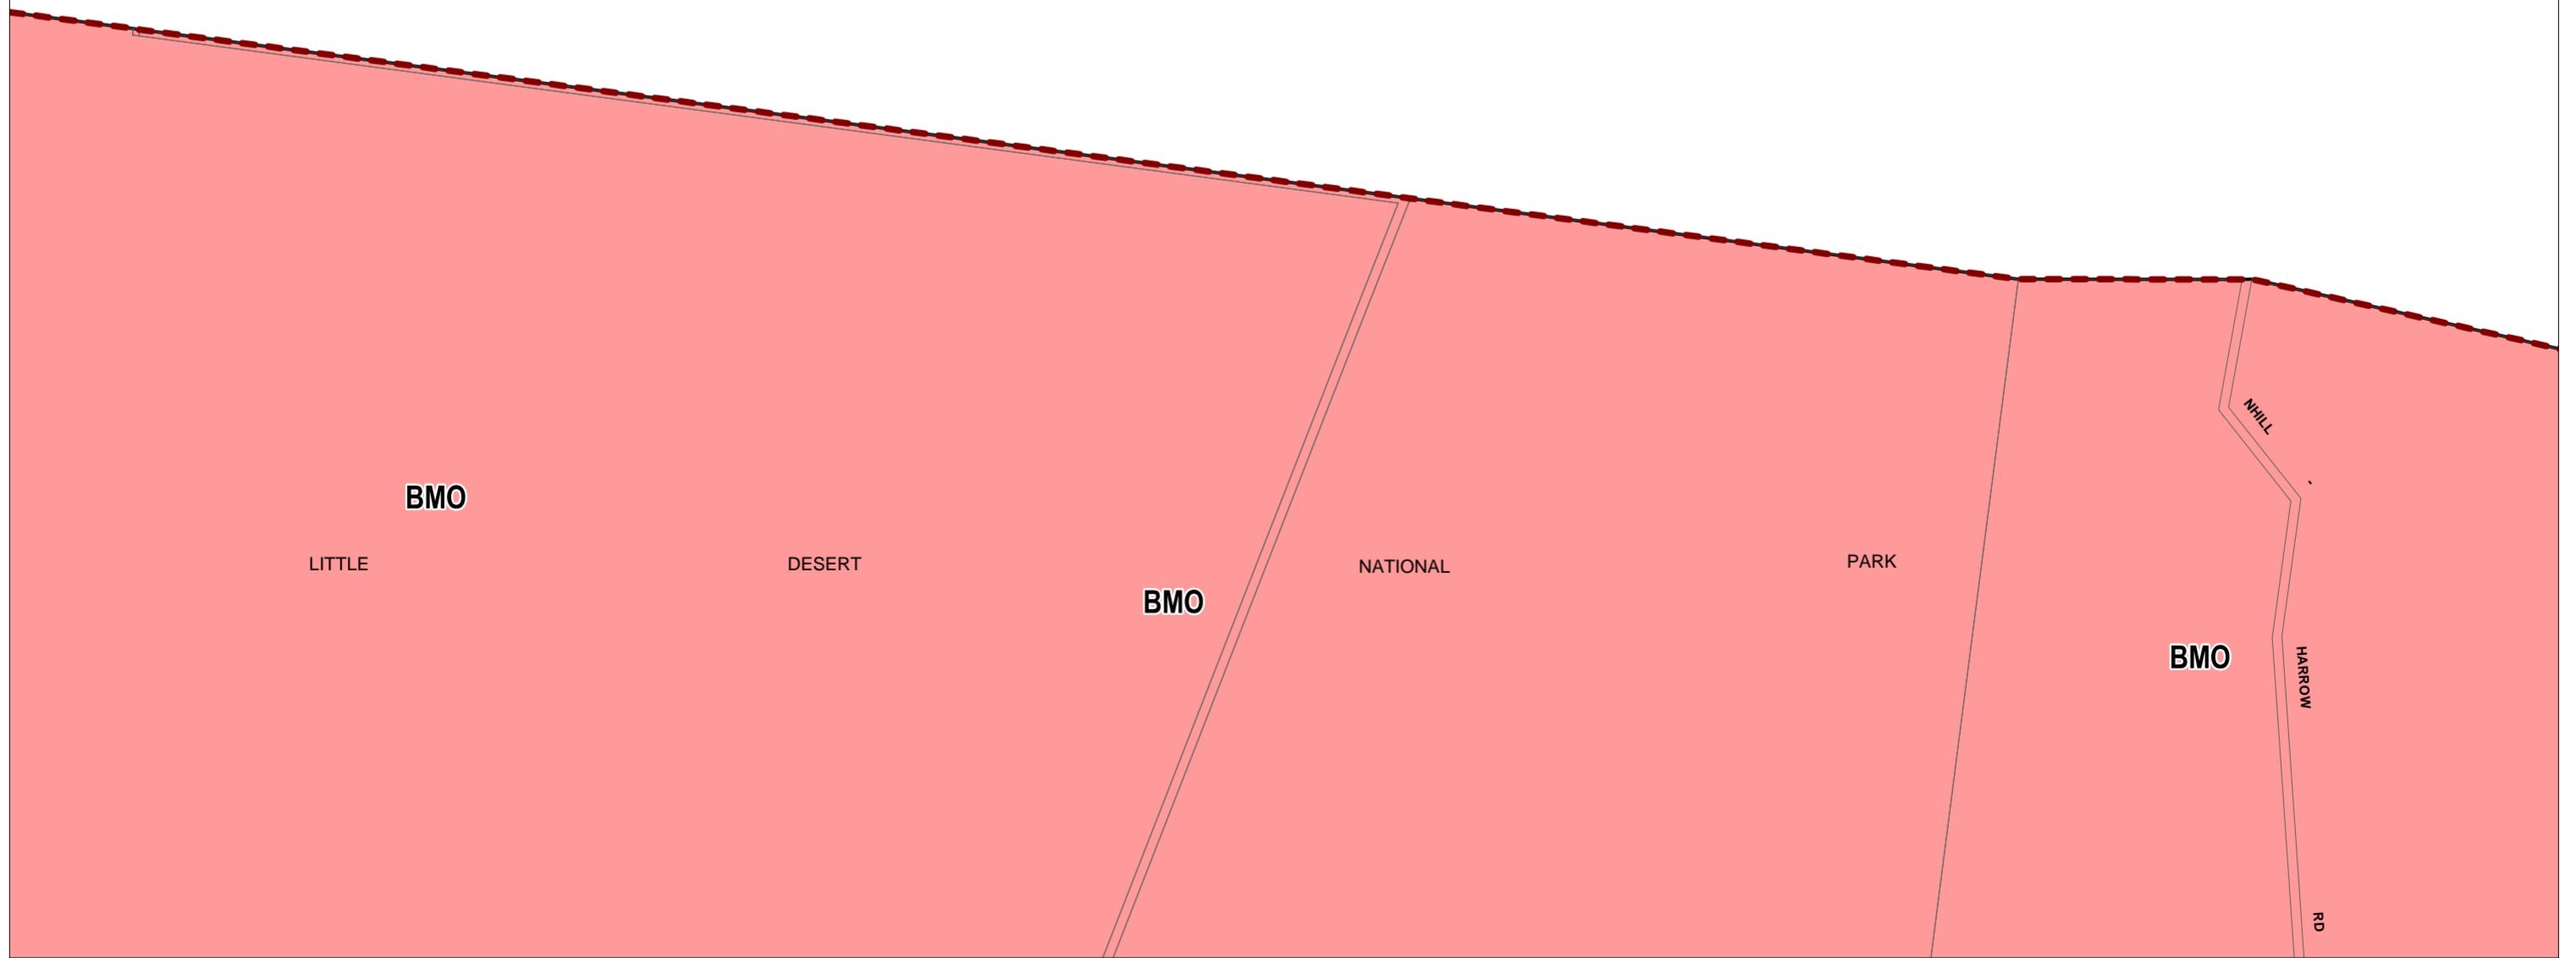 NHILL
-
HARROW
RD
BMO
LITTLE DESERT NATIONAL PARK
BMO
BMO